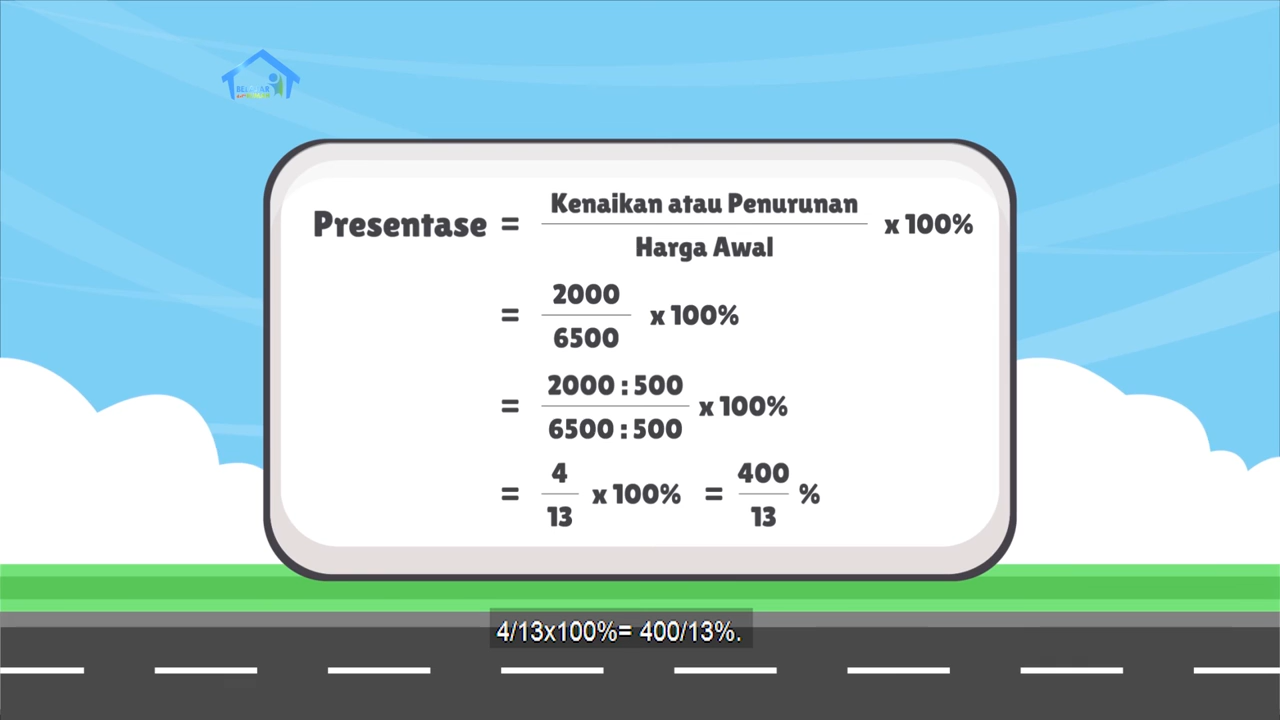 BELAJAR
Kenaikan atau Penurunan
Presentase = x 100%
Harga Awal
2000
= x 100%
6500
2000 : 500
= x 100%
6500 : 500
4 400
= x 100% = %
13 13
4/13x100%= 400/13%.